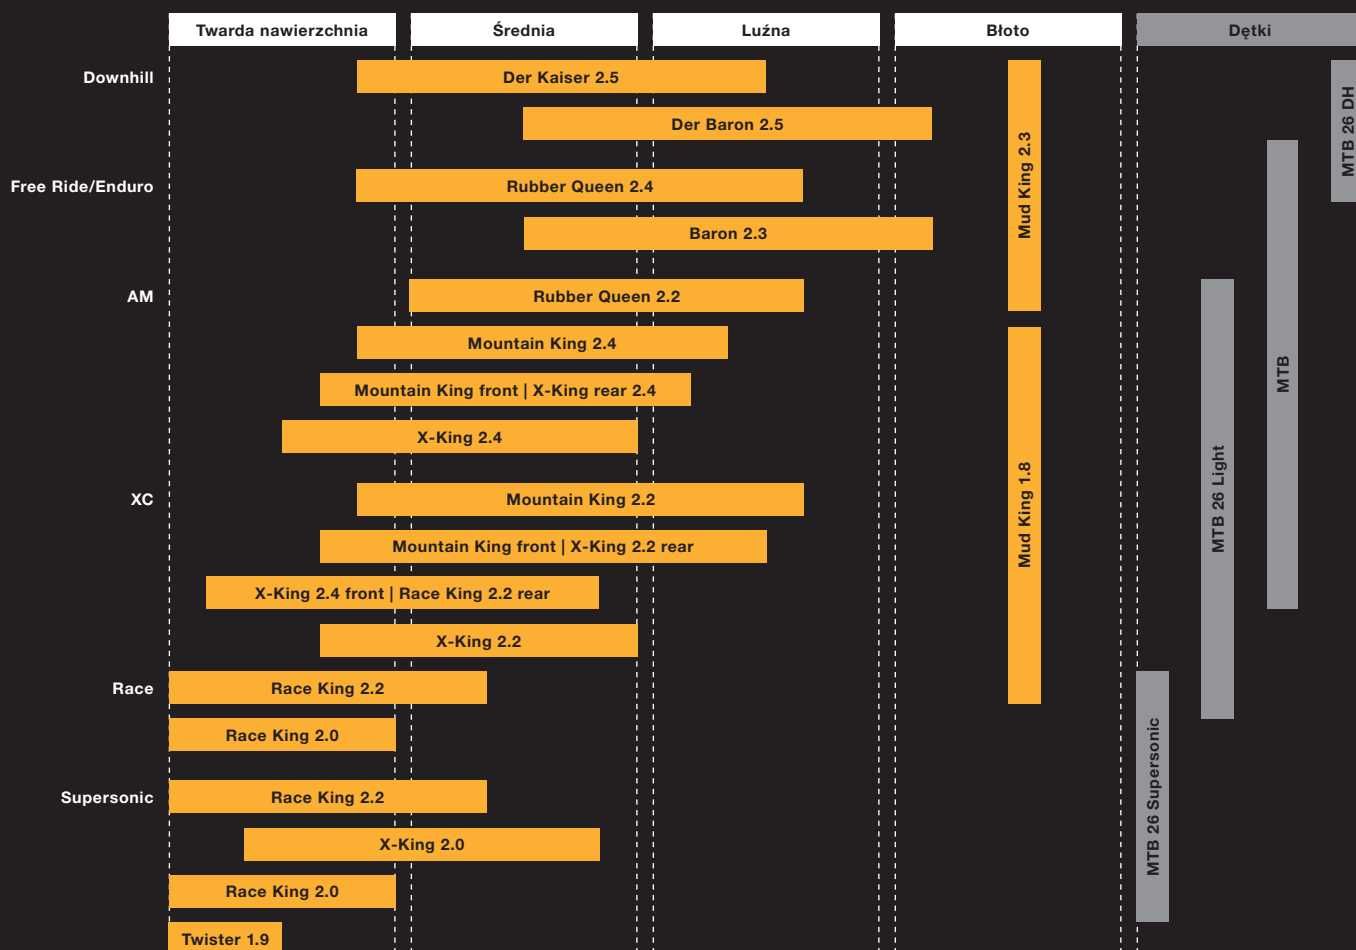 Twarda nawierzchnia
Średnia
Luźna
Błoto
Dętki
Downhill
Der Kaiser 2.5
Der Baron 2.5
Free Ride/Enduro
Rubber Queen 2.4
Baron 2.3
AM
Rubber Queen 2.2
Mountain King 2.4
Mountain King front | X-King rear 2.4
X-King 2.4
XC
Mountain King 2.2
Mountain King front | X-King 2.2 rear
X-King 2.4 front | Race King 2.2 rear
X-King 2.2
Race
Race King 2.2
Race King 2.0
Supersonic
Race King 2.2
X-King 2.0
Race King 2.0
Twister 1.9
Mud King 2.3
Mud King 1.8
MTB 26 Supersonic
MTB 26 Light
MTB
MTB 26 DH